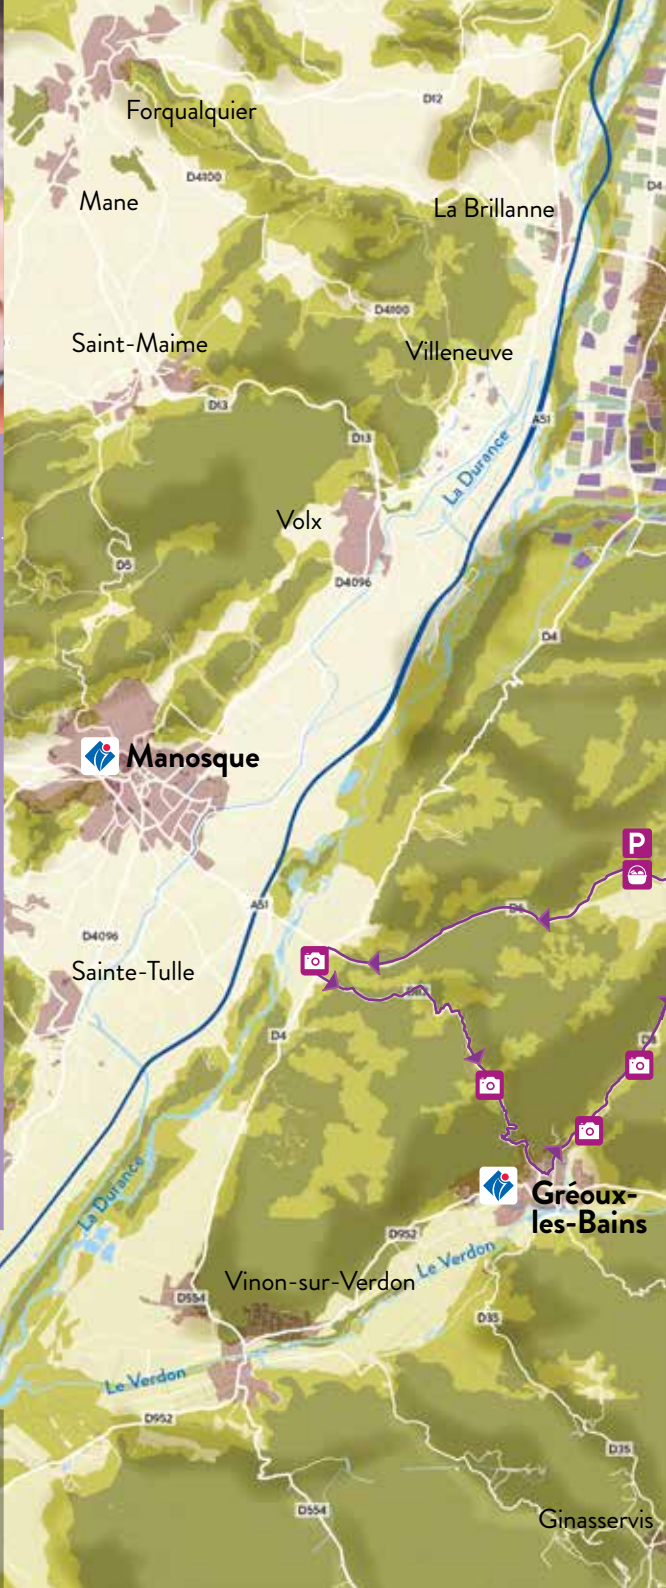 D12
Forqualquier
D4100
D4
Mane
La Brillanne
D4100
Saint-Maime
Villeneuve
D13
A51
D13
La Durance
Volx
D5
D4096
D4
Manosque
P
A51
D4096
Sainte-Tulle
D4
La Durance
Gréoux-
les-Bains
D952
Le Verdon
Vinon-sur-Verdon
D554
D35
Le Verdon
D952
D35
D554
Ginasservis